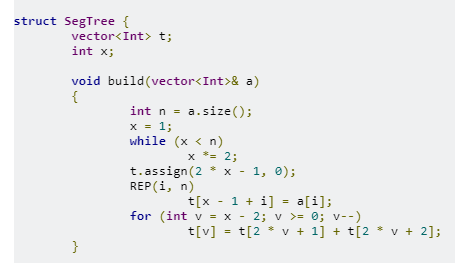 struct SegTree {
        vector<Int> t;
        int x;

        void build(vector<Int>& a)
        {
                int n = a.size();
                x = 1;
                while (x < n)
                        x *= 2;
                t.assign(2 * x - 1, 0);
                REP(i, n)
                        t[x - 1 + i] = a[i];
                for (int v = x - 2; v >= 0; v--)
                        t[v] = t[2 * v + 1] + t[2 * v + 2];
        }